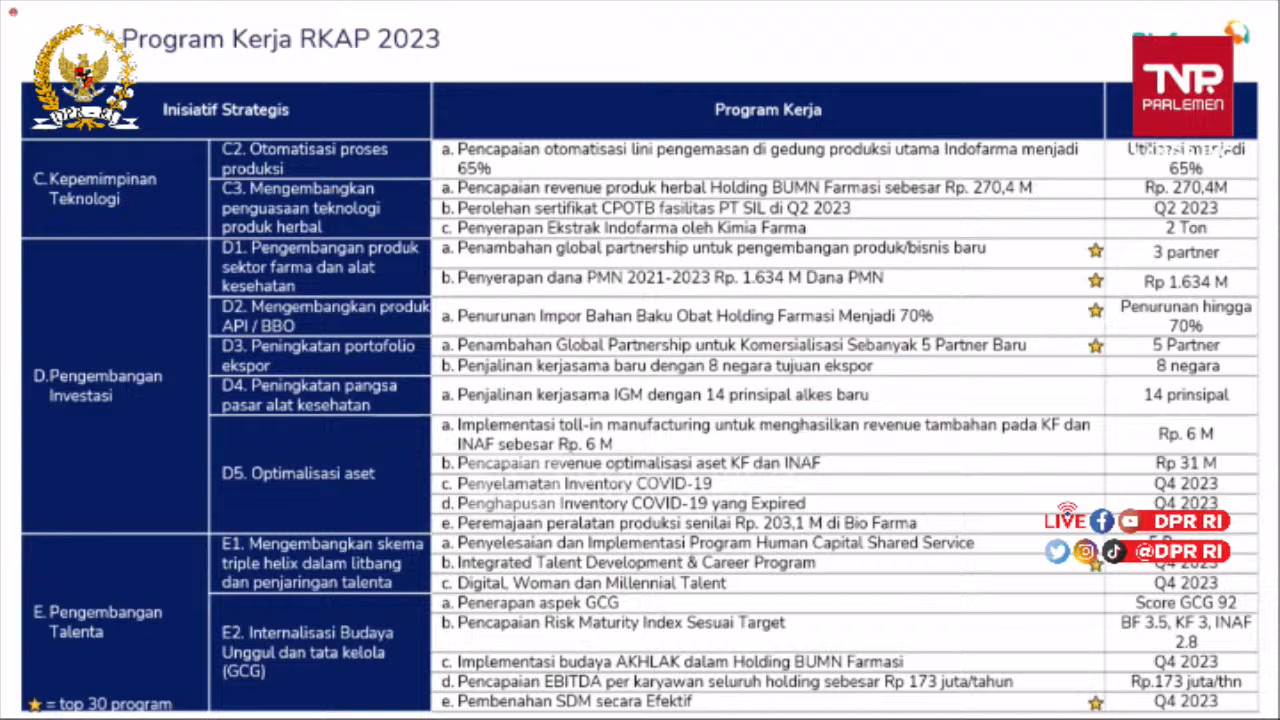 Program Kerja RKAP 2023
DPR-RI
TVR
PARLEMEN
Inisiatif Strategis
Program Kerja
C. Kepemimpinan
Teknologi
C2. Otomatisasi proses
produksi
a. Pencapaian otomatisasi lini pengemasan di gedung produksi utama Indofarma menjadi
65%
65%
C3. Mengembangkan
penguasaan teknologi
produk herbal
a. Pencapaian revenue produk herbal Holding BUMN Farmasi sebesar Rp. 270,4 M
Rp. 270,4M
b. Perolehan sertifikat CPOTB fasilitas PT SIL di Q2 2023
Q2 2023
c. Penyerapan Ekstrak Indofarma oleh Kimia Farma
2 Ton
D.Pengembangan
Investasi
D1. Pengembangan produk
sektor farma dan alat
kesehatan
a. Penambahan global partnership untuk pengembangan produk/bisnis baru
3 partner
b. Penyerapan dana PMN 2021-2023 Rp. 1.634 M Dana PMN
Rp 1.634 M
D2. Mengembangkan produk
API / BBO
a. Penurunan Impor Bahan Baku Obat Holding Farmasi Menjadi 70%
Penurunan hingga
70%
D3. Peningkatan portofolio
ekspor
a. Penambahan Global Partnership untuk Komersialisasi Sebanyak 5 Partner Baru
5 Partner
b. Penjalinan kerjasama baru dengan 8 negara tujuan ekspor
8 negara
D4. Peningkatan pangsa
pasar alat kesehatan
a. Penjalinan kerjasama IGM dengan 14 prinsipal alkes baru
14 prinsipal
D5. Optimalisasi aset
a. Implementasi toll-in manufacturing untuk menghasilkan revenue tambahan pada KF dan
INAF sebesar Rp. 6 M
Rp. 6 M
b. Pencapaian revenue optimalisasi aset KF dan INAF
Rp 31 M
c. Penyelamatan Inventory COVID-19
Q4 2023
d. Penghapusan Inventory COVID-19 yang Expired
Q4 2023
e. Peremajaan peralatan produksi senilai Rp. 203,1 M di Bio Farma
LIVE DPR RI
@DPR RI
E. Pengembangan
Talenta
E1. Mengembangkan skema
triple helix dalam litbang
dan penjaringan talenta
a. Penyelesaian dan Implementasi Program Human Capital Shared Service
b. Integrated Talent Development & Career Program
Q4 2023
c. Digital, Woman dan Millennial Talent
Q4 2023
E2. Internalisasi Budaya
Unggul dan tata kelola
(GCG)
a. Penerapan aspek GCG
Score GCG 92
b. Pencapaian Risk Maturity Index Sesuai Target
BF 3.5, KF 3, INAF
2.8
c. Implementasi budaya AKHLAK dalam Holding BUMN Farmasi
Q4 2023
d. Pencapaian EBITDA per karyawan seluruh holding sebesar Rp 173 juta/tahun
Rp.173 juta/thn
e. Pembenahan SDM secara Efektif
Q4 2023
= top 30 program